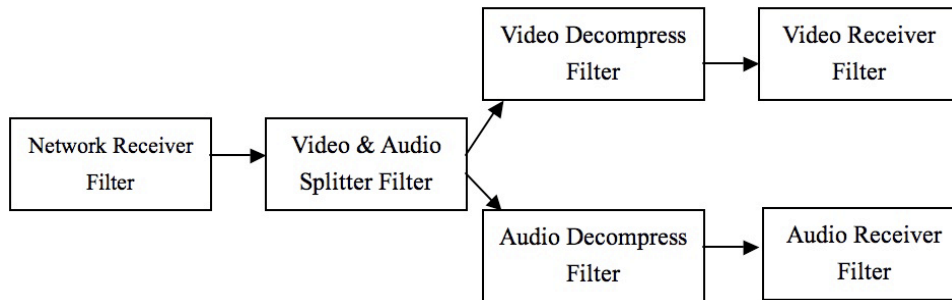 Video Decompress
Filter
Video Receiver
Filter
Network Receiver
Filter
Video & Audio
Splitter Filter
Audio Decompress
Filter
Audio Receiver
Filter